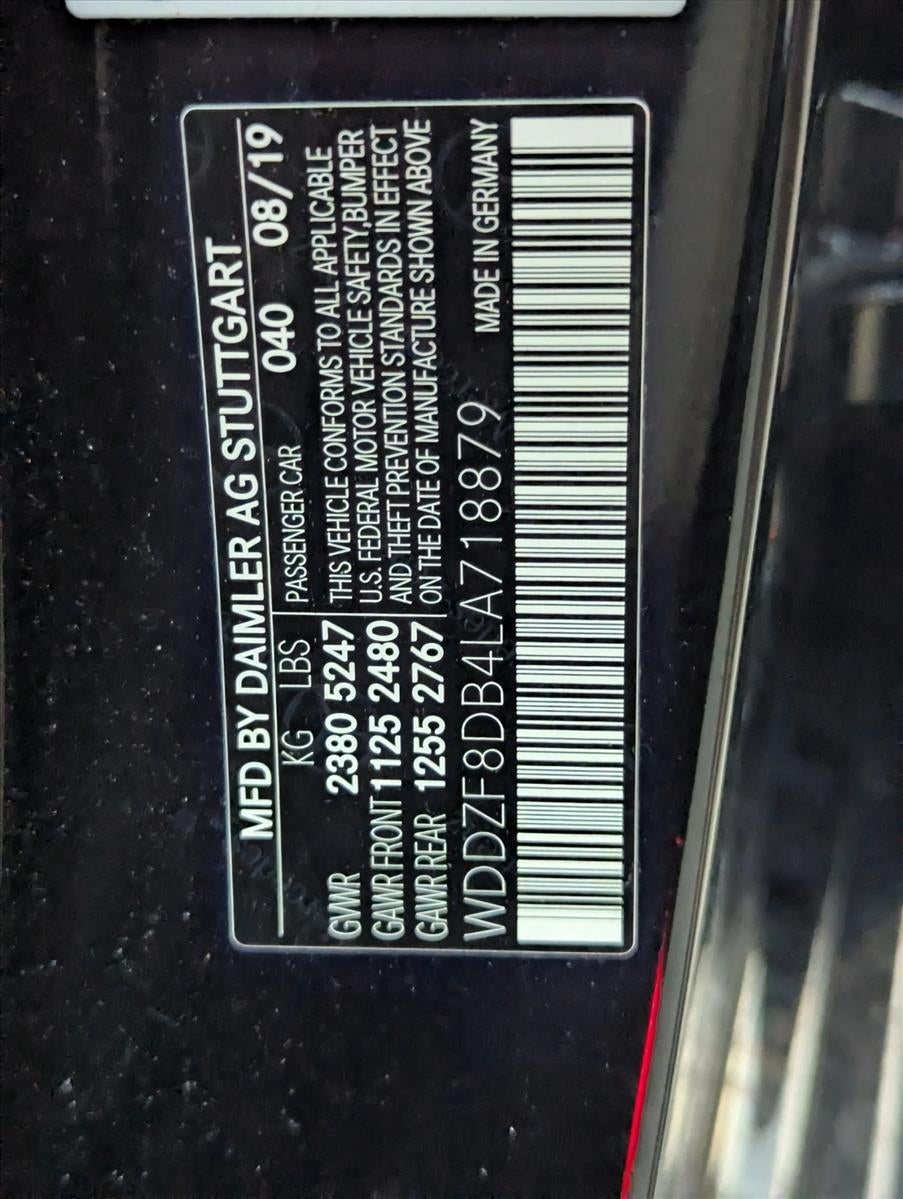 MFD BY DAIMLER AG STUTTGART
KG LBS PASSENGER CAR 040 08/19
GVWR 2380 5247 THIS VEHICLE CONFORMS TO ALL APPLICABLE
U.S. FEDERAL MOTOR VEHICLE SAFETY,BUMPER
GAWR FRONT 1125 2480 AND THEFT PREVENTION STANDARDS IN EFFECT
GAWR REAR 1255 2767 ON THE DATE OF MANUFACTURE SHOWN ABOVE
WDDZF8DB4LA718879 MADE IN GERMANY